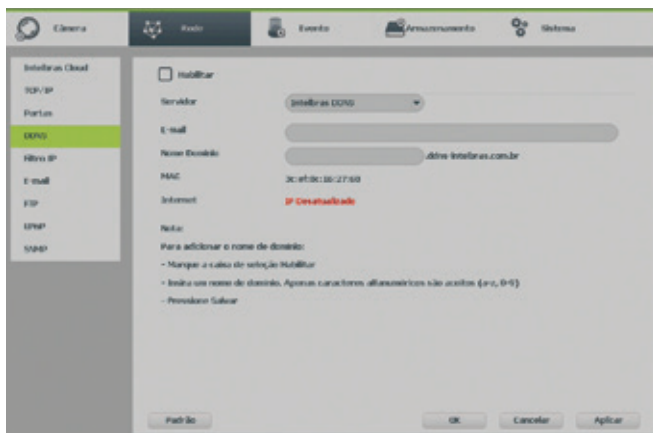 Câmera
Rede
Evento
Armazenamento
Sistema
Intelbras Cloud
TCP/IP
Portas
DDNS
Filtro IP
E-mail
FTP
UPNP
SNMP
Habilitar
Servidor Intelbras DDNS
E-mail
Nome Domínio .ddns-intelbras.com.br
MAC
Internet IP Desatualizado
Nota:
Para adicionar o nome de domínio:
- Marque a caixa de seleção Habilitar
- Insira um nome de domínio. Apenas caracteres alfanuméricos são aceitos (a-z, 0-9)
- Pressione Salvar
Padrão
OK
Cancelar
Aplicar